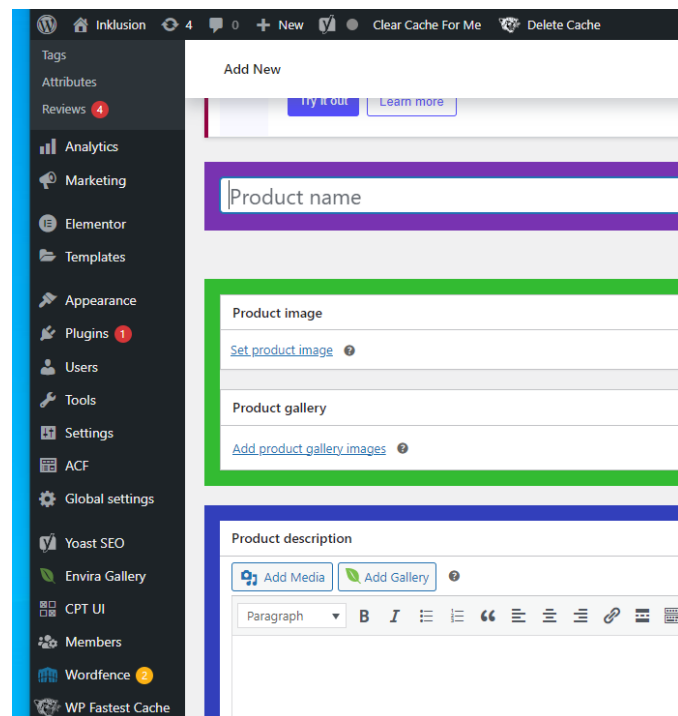 Inklusion 4 0 New Clear Cache For Me Delete Cache
Tags
Attributes
Reviews 4
Analytics
Marketing
Elementor
Templates
Appearance
Plugins 1
Users
Tools
Settings
ACF
Global settings
Yoast SEO
Envira Gallery
CPT UI
Members
Wordfence 2
WP Fastest Cache
Add New
Try it out Learn more
Product name
Product image
Set product image ?
Product gallery
Add product gallery images ?
Product description
Add Media Add Gallery ?
Paragraph B I